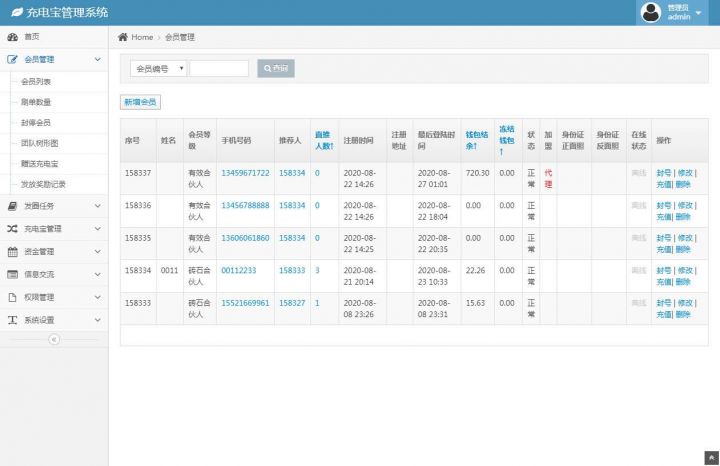 充电宝管理系统
管理员
admin
首页
会员管理
会员列表
刷单数量
封停会员
团队树形图
赠送充电宝
发放奖励记录
发圈任务
充电宝管理
资金管理
信息交流
权限管理
系统设置
Home > 会员管理
会员编号 查询
新增会员
序号 姓名 会员等级 手机号码 推荐人 直推人数↑ 注册时间 注册地址 最后登陆时间 钱包结余↑ 冻结钱包↑ 状态 加盟 身份证正面照 身份证反面照 在线状态 操作
158337 有效合伙人 13459671722 158334 0 2020-08-22 14:26 2020-08-27 01:01 720.30 0.00 正常 代理 离线 封号 | 修改 | 充值| 删除
158336 有效合伙人 13456788888 158334 0 2020-08-22 14:26 2020-08-22 18:04 0.00 0.00 正常 离线 封号 | 修改 | 充值| 删除
158335 有效合伙人 13606061860 158334 0 2020-08-22 14:25 2020-08-22 20:35 0.00 0.00 正常 离线 封号 | 修改 | 充值| 删除
158334 0011 砖石合伙人 00112233 158333 3 2020-08-21 20:14 2020-08-23 10:33 22.26 0.00 正常 离线 封号 | 修改 | 充值| 删除
158333 砖石合伙人 15521669961 158327 1 2020-08-08 23:26 2020-08-08 23:31 15.63 0.00 正常 离线 封号 | 修改 | 充值| 删除